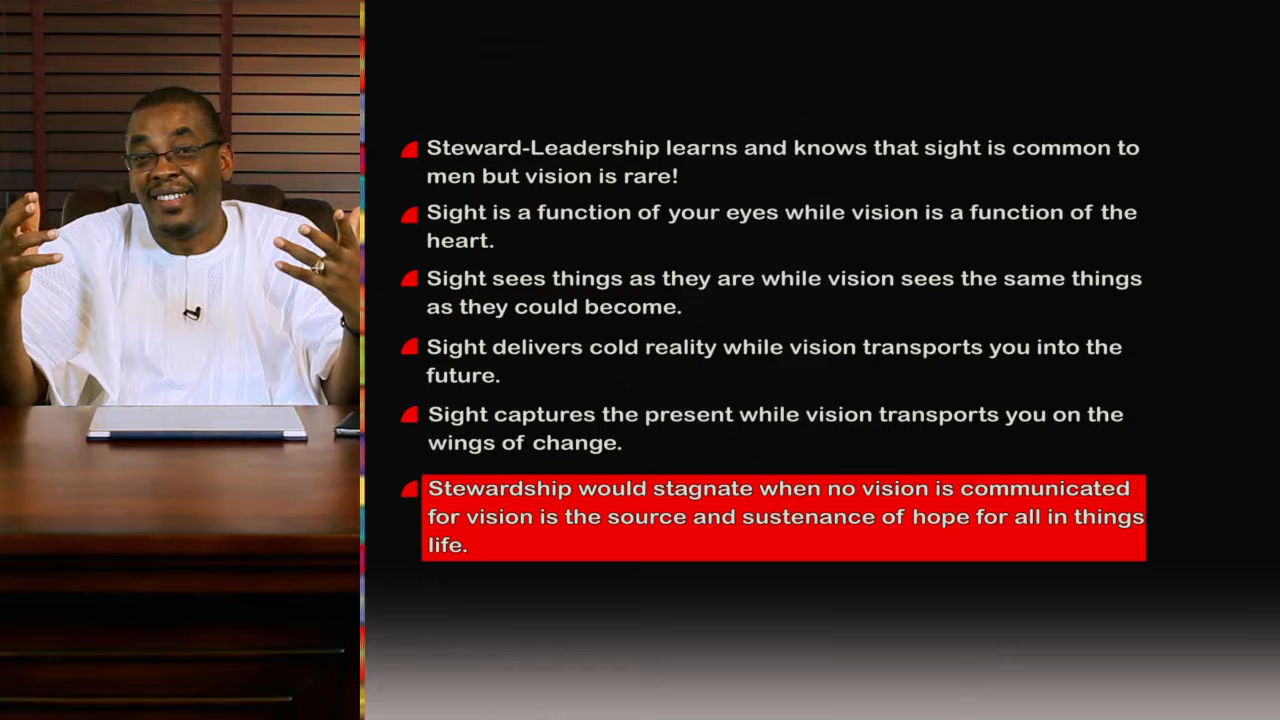 Steward-Leadership learns and knows that sight is common to
men but vision is rare!
Sight is a function of your eyes while vision is a function of the
heart.
Sight sees things as they are while vision sees the same things
as they could become.
Sight delivers cold reality while vision transports you into the
future.
Sight captures the present while vision transports you on the
wings of change.
Stewardship would stagnate when no vision is communicated
for vision is the source and sustenance of hope for all in things
life.